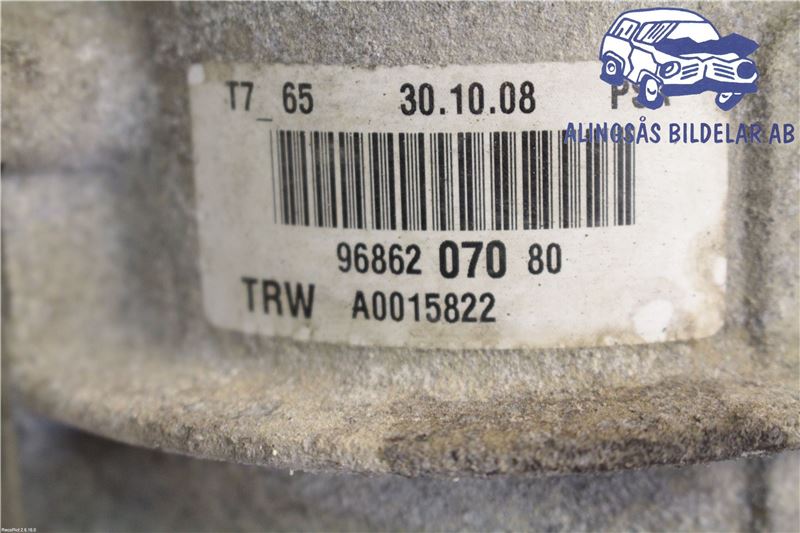 T7_65 30.10.08
ALINGSÅS BILDELAR AB
96862 070 80
TRW A0015822